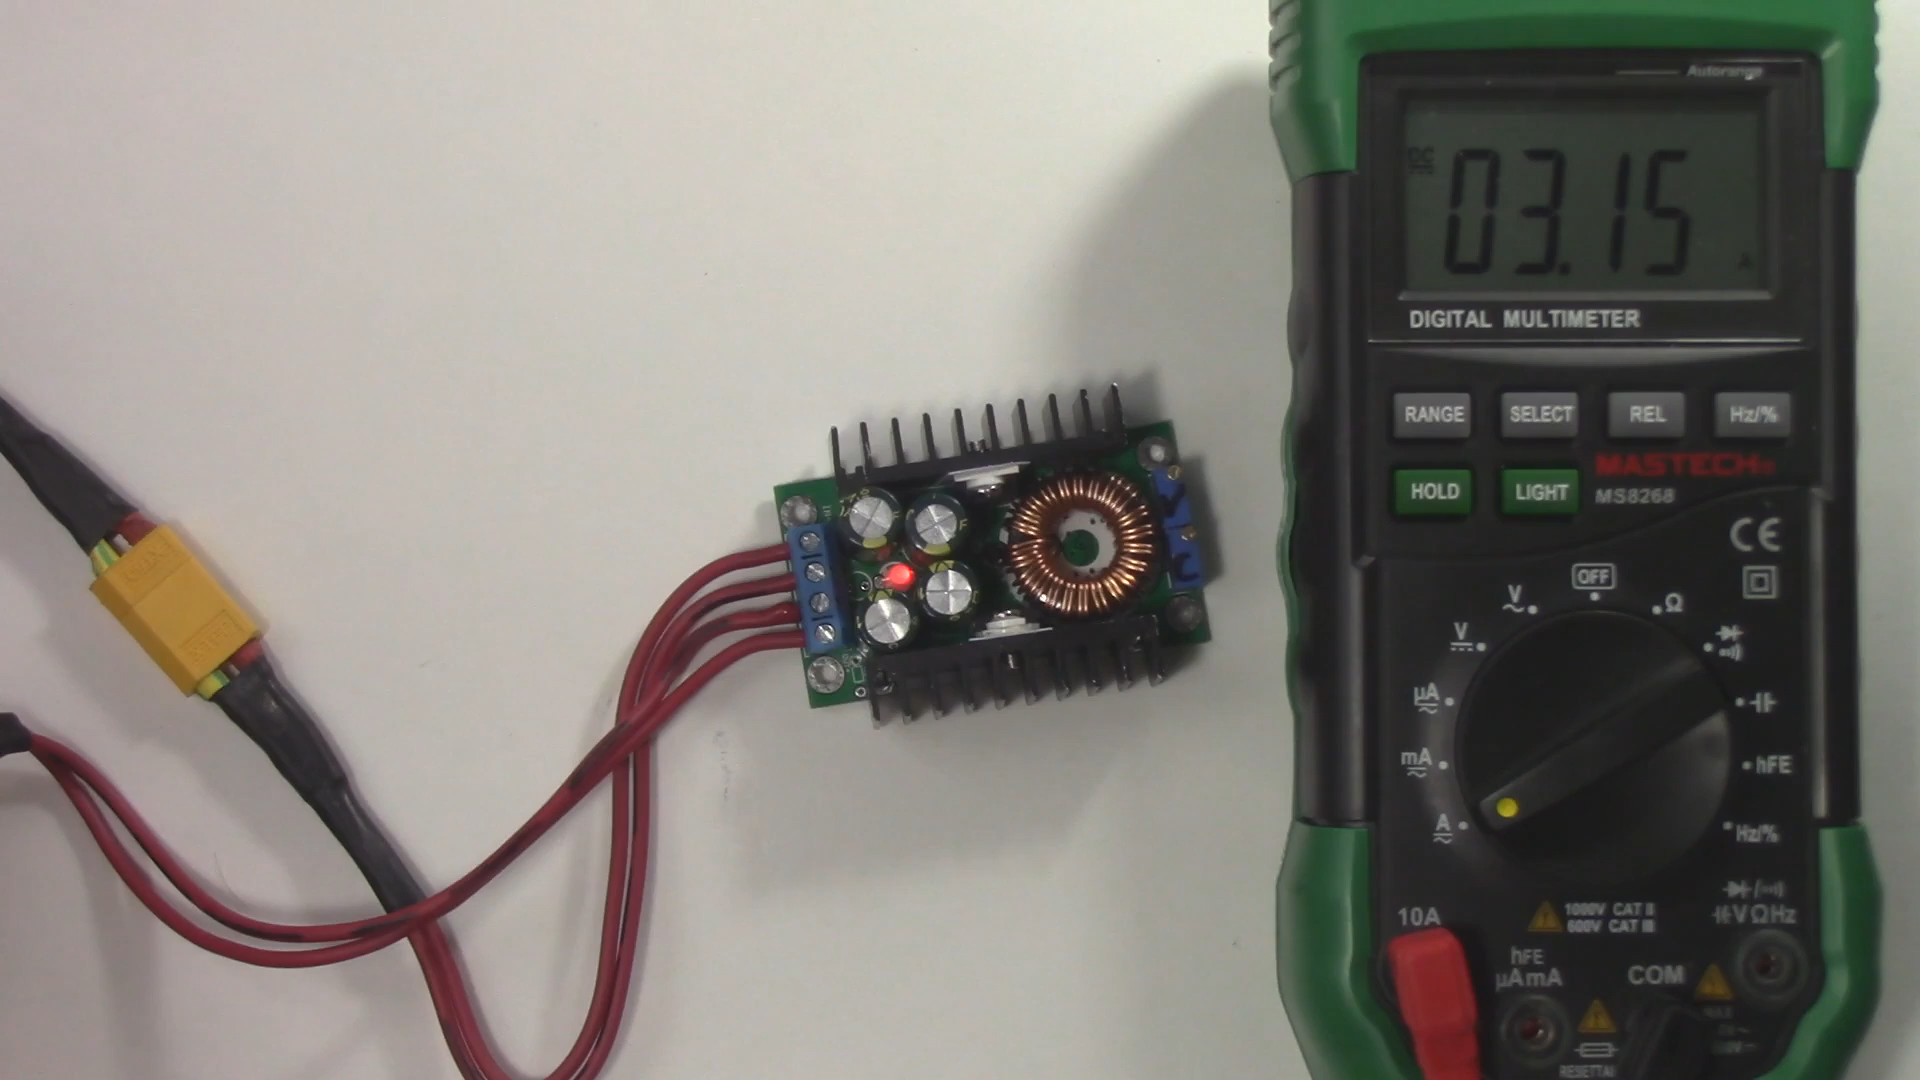 Autorange
DC
03.15 A
DIGITAL MULTIMETER
RANGE SELECT REL Hz/%
MASTECH
HOLD LIGHT MS8268
CE
OFF
V
Ω
V
µA
mA
hFE
A
Hz/%
10A
1000V CAT II
600V CAT III
VΩHz
hFE
µAmA
COM
MAX
V
C